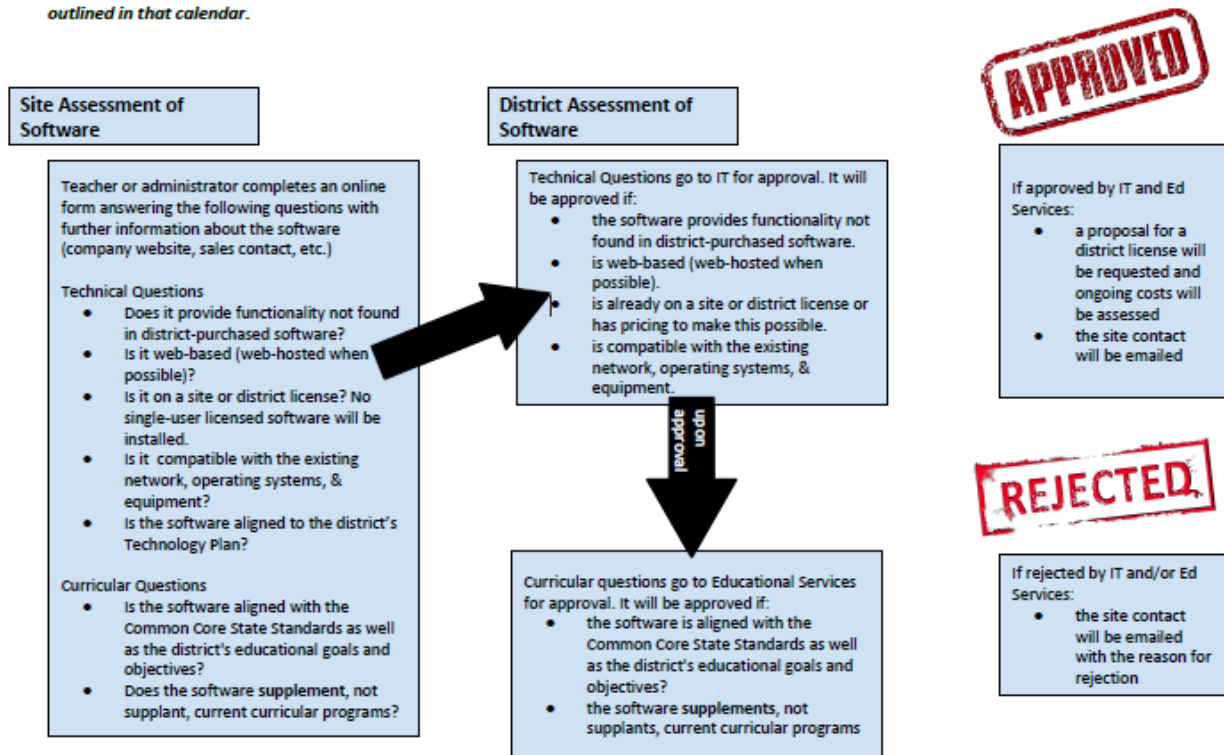 outlined in that calendar.
Site Assessment of
Software
Teacher or administrator completes an online
form answering the following questions with
further information about the software
(company website, sales contact, etc.)
Technical Questions
● Does it provide functionality not found
in district-purchased software?
● Is it web-based (web-hosted when
possible)?
● Is it on a site or district license? No
single-user licensed software will be
installed.
● Is it compatible with the existing
network, operating systems, &
equipment?
● Is the software aligned to the district's
Technology Plan?
Curricular Questions
● Is the software aligned with the
Common Core State Standards as well
as the district's educational goals and
objectives?
● Does the software supplement, not
supplant, current curricular programs?
District Assessment of
Software
Technical Questions go to IT for approval. It will
be approved if:
● the software provides functionality not
found in district-purchased software.
● is web-based (web-hosted when
possible).
● is already on a site or district license or
has pricing to make this possible.
● is compatible with the existing
network, operating systems, &
equipment.
upon
approval
Curricular questions go to Educational Services
for approval. It will be approved if:
● the software is aligned with the
Common Core State Standards as well
as the district's educational goals and
objectives?
● the software supplements, not
supplants, current curricular programs
APPROVED
If approved by IT and Ed
Services:
● a proposal for a
district license will
be requested and
ongoing costs will
be assessed
● the site contact
will be emailed
REJECTED
If rejected by IT and/or Ed
Services:
● the site contact
will be emailed
with the reason for
rejection